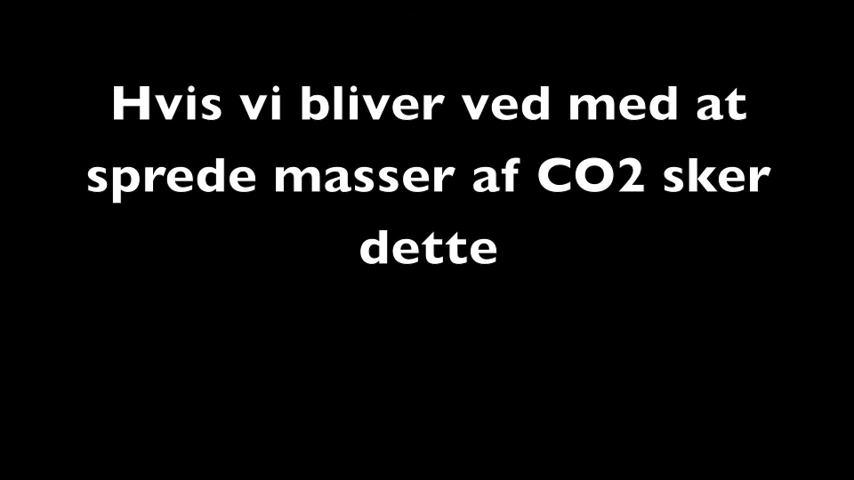 Hvis vi bliver ved med at
sprede masser af CO2 sker
dette